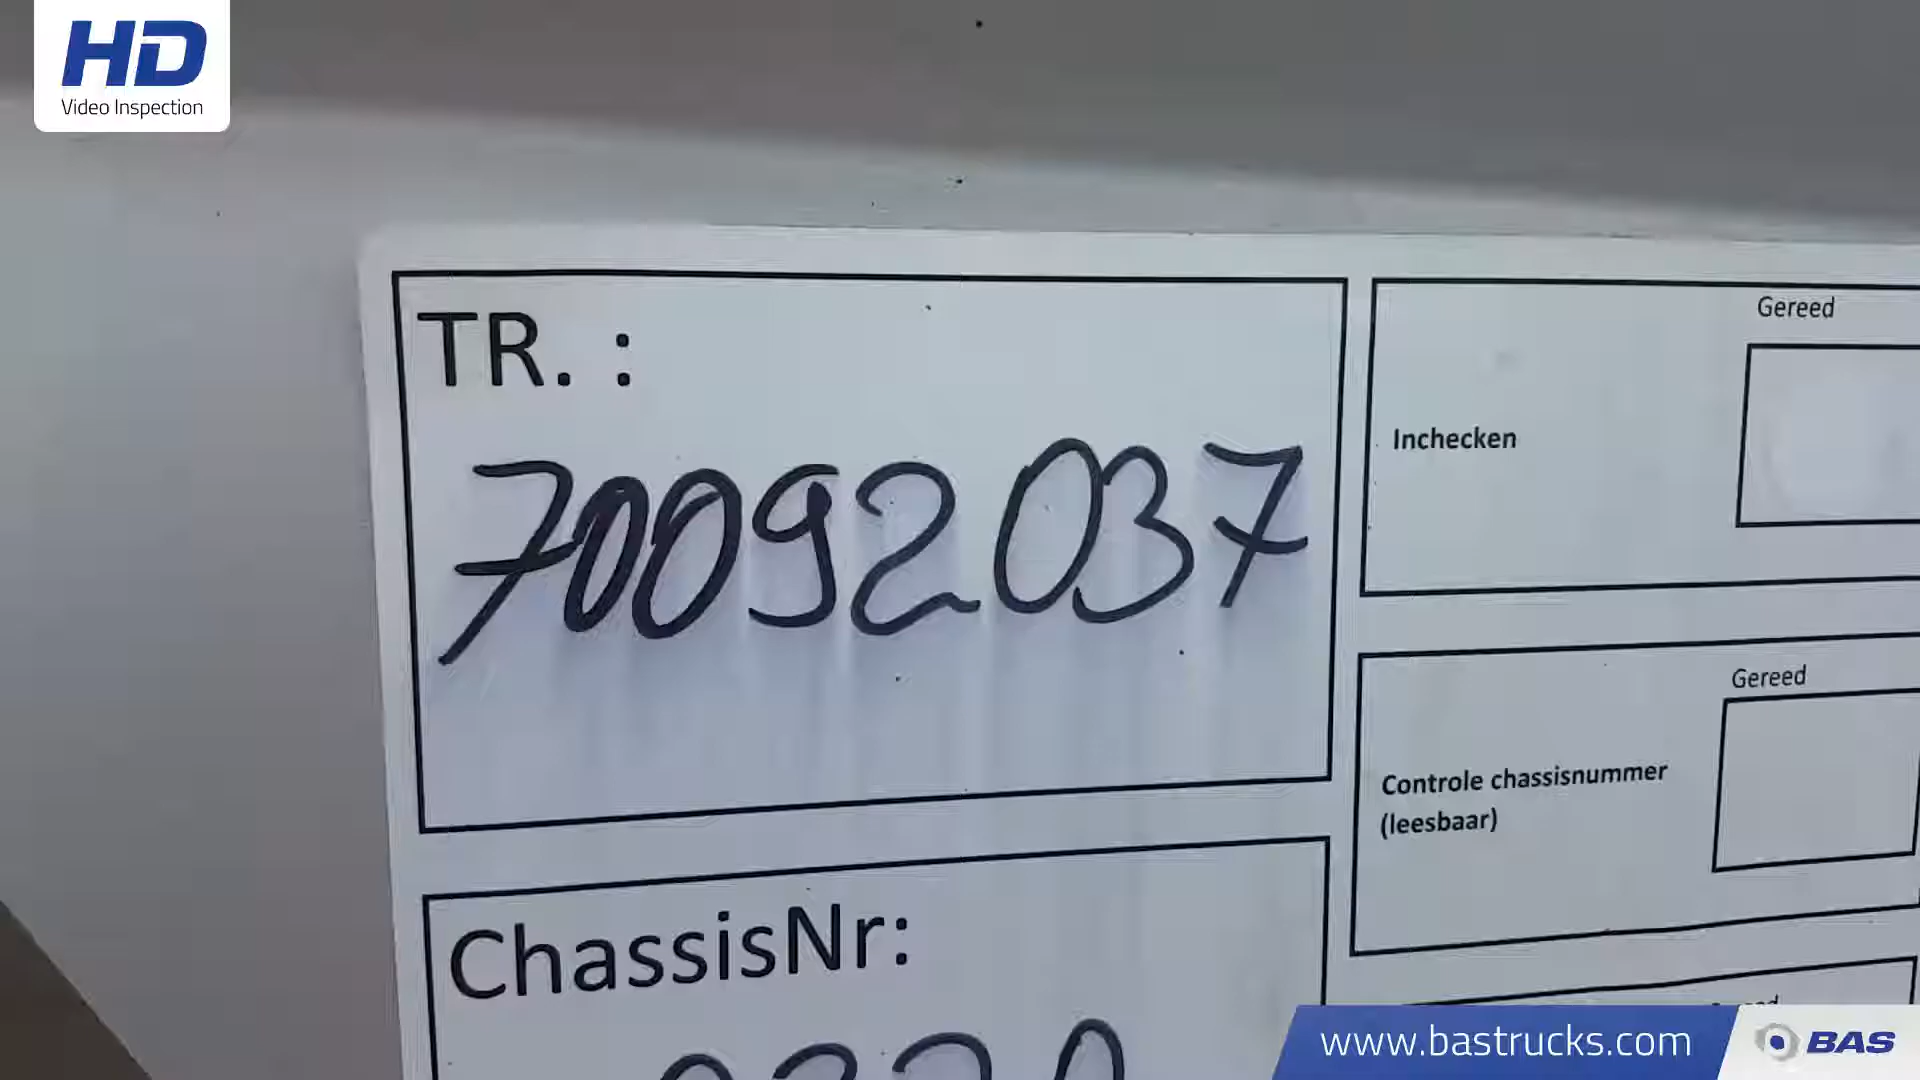 HD
Video Inspection
TR. :
70092037
Gereed
Inchecken
Gereed
Controle chassisnummer
(leesbaar)
ChassisNr:
www.bastrucks.com
BAS